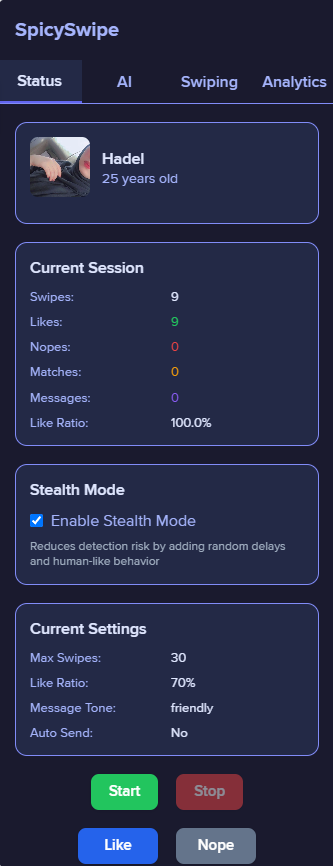 SpicySwipe
Status AI Swiping Analytics
Hadel
25 years old
Current Session
Swipes: 9
Likes: 9
Nopes: 0
Matches: 0
Messages: 0
Like Ratio: 100.0%
Stealth Mode
Enable Stealth Mode
Reduces detection risk by adding random delays
and human-like behavior
Current Settings
Max Swipes: 30
Like Ratio: 70%
Message Tone: friendly
Auto Send: No
Start Stop
Like Nope